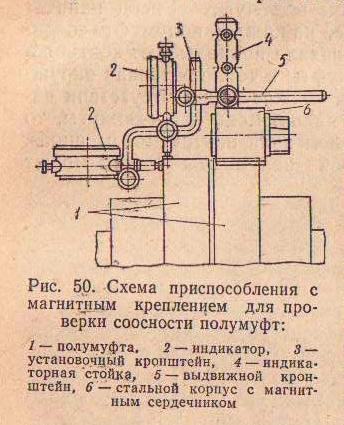 3
4
2
5
6
2
1
Рис. 50. Схема приспособления с
магнитным креплением для про-
верки соосности полумуфт:
1 — полумуфта, 2 — индикатор, 3 —
установочный кронштейн, 4 — индика-
торная стойка, 5 — выдвижной крон-
штейн, 6 — стальной корпус с магнит-
ным сердечником